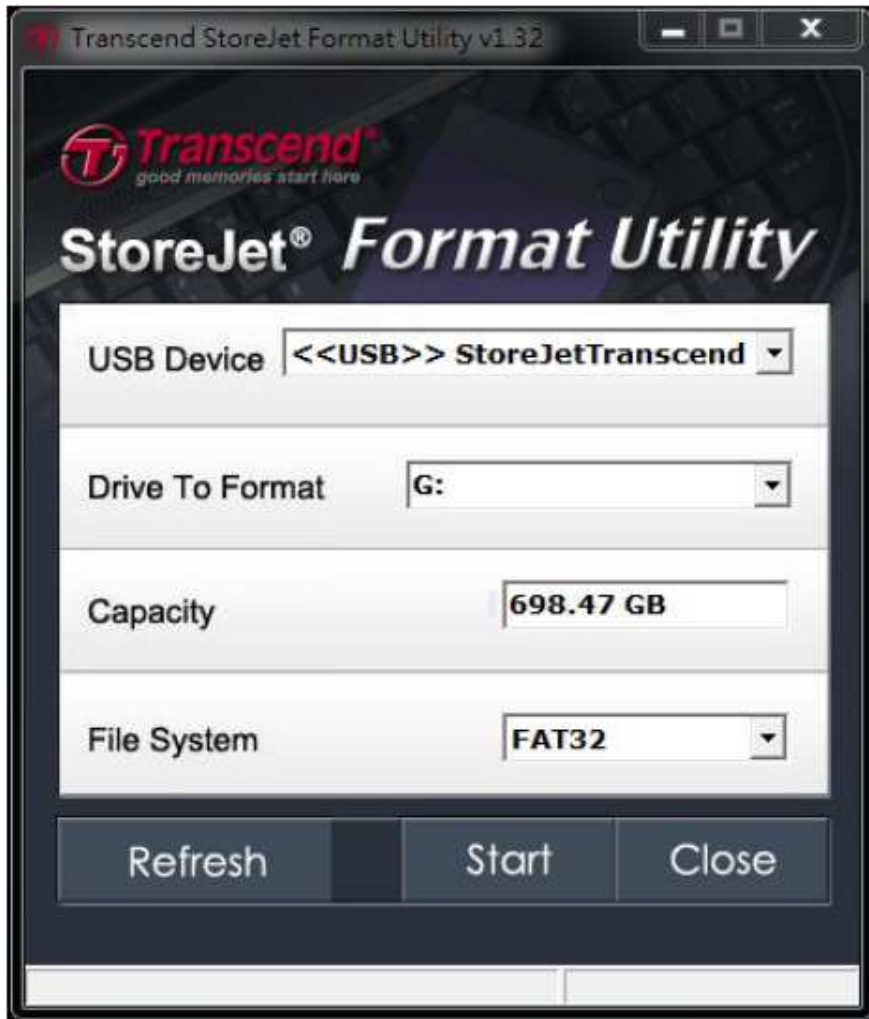 Transcend StoreJet Format Utility v1.32
Transcend®
good memories start here
StoreJet® Format Utility
USB Device <<USB>> StoreJetTranscend
Drive To Format G:
Capacity 698.47 GB
File System FAT32
Refresh Start Close